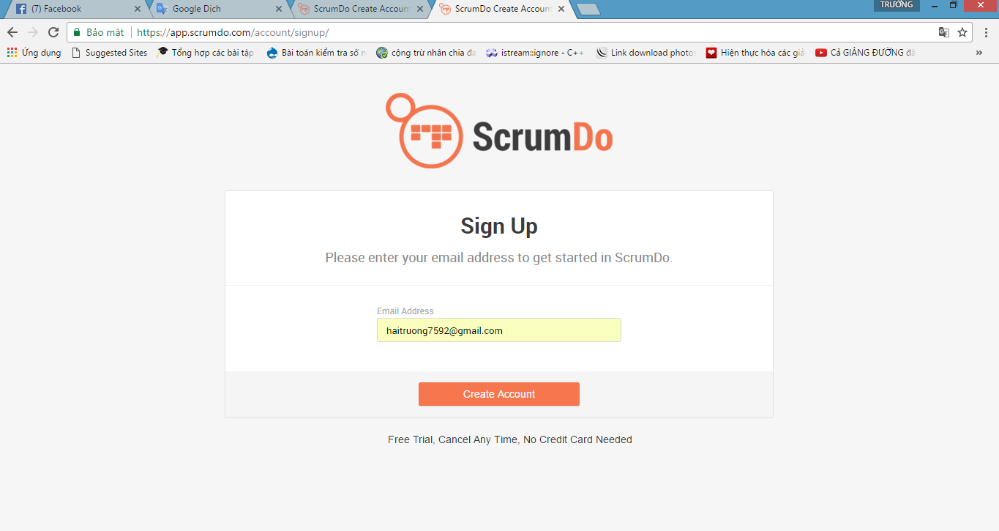 (7) Facebook
Google Dịch
ScrumDo Create Account
ScrumDo Create Account
TRƯỜNG
Bảo mật
https://app.scrumdo.com/account/signup/
Ứng dụng
Suggested Sites
Tổng hợp các bài tập
Bài toán kiểm tra số n
cộng trừ nhân chia đa
istream::ignore - C++
Link download photos
Hiện thực hóa các giả
Cả GIẢNG ĐƯỜNG đã
»
ScrumDo
Sign Up
Please enter your email address to get started in ScrumDo.
Email Address
haitruong7592@gmail.com
Create Account
Free Trial, Cancel Any Time, No Credit Card Needed